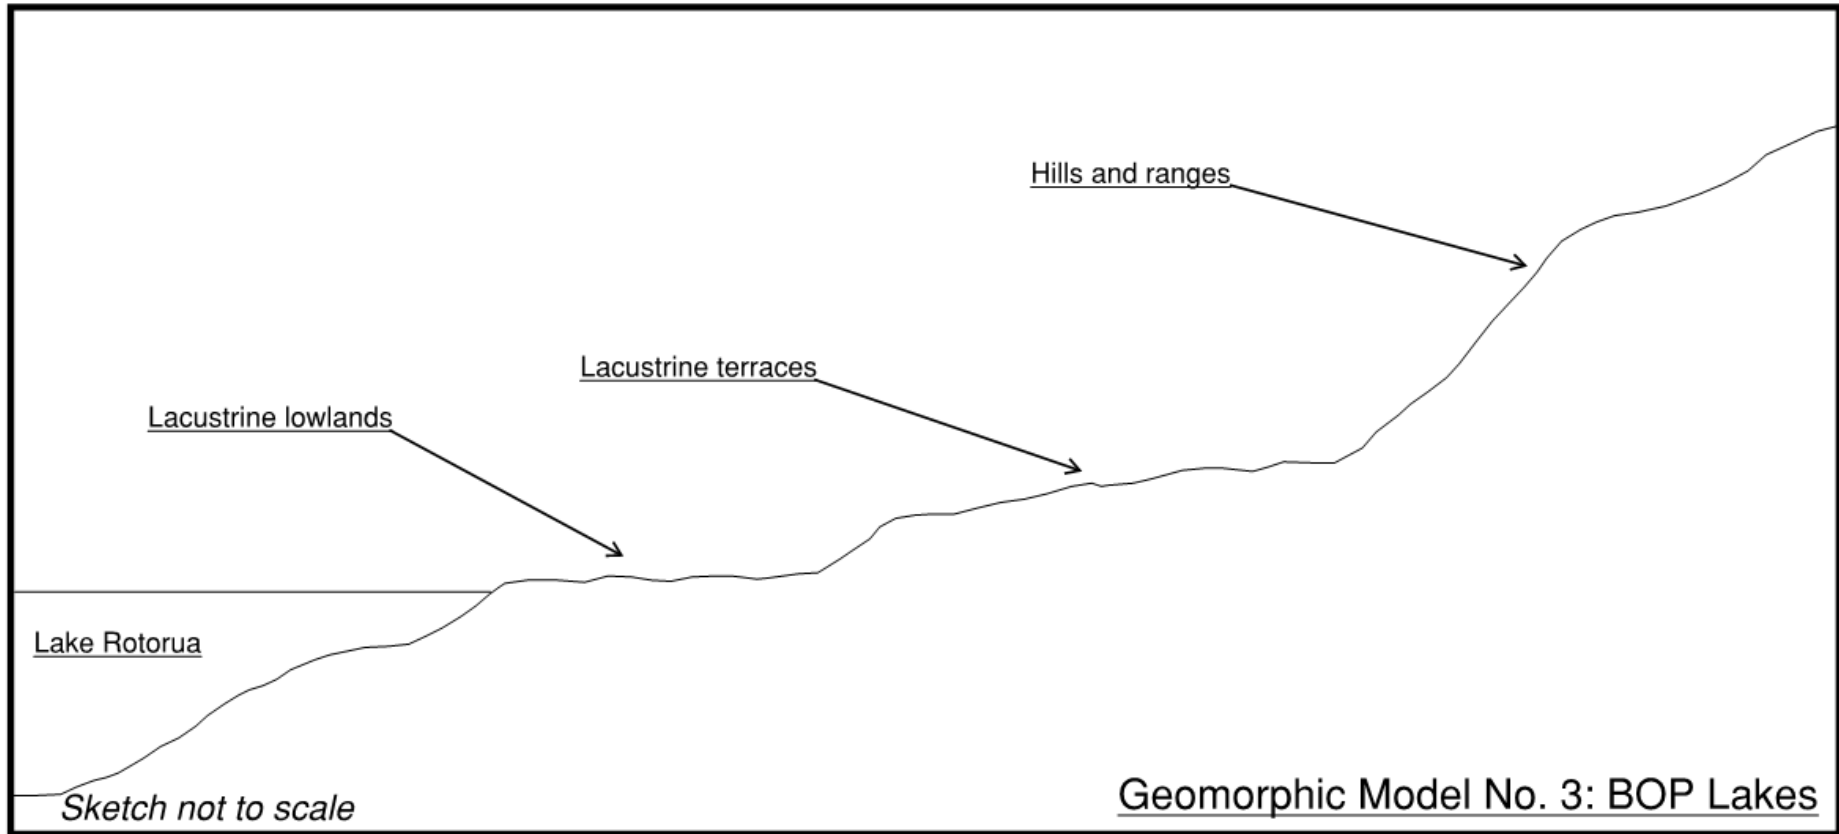 Hills and ranges
Lacustrine terraces
Lacustrine lowlands
Lake Rotorua
Sketch not to scale
Geomorphic Model No. 3: BOP Lakes